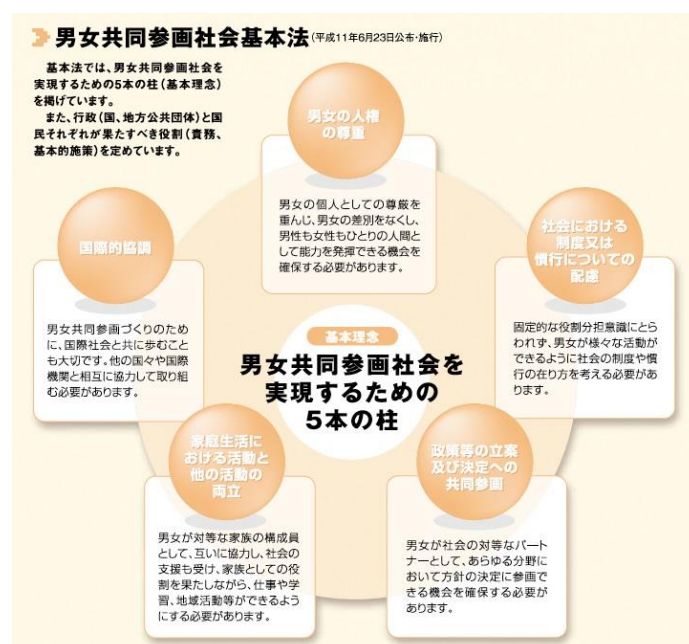 男女共同参画社会基本法(平成11年6月23日公布・施行)
基本法では、男女共同参画社会を
実現するための5本の柱(基本理念)
を掲げています。
また、行政(国、地方公共団体)と国
民それぞれが果たすべき役割(責務、
基本的施策)を定めています。
男女の人権
の尊重
男女の個人としての尊厳を
重んじ、男女の差別をなくし、
男性も女性もひとりの人間と
して能力を発揮できる機会を
確保する必要があります。
社会における
制度又は
慣行についての
配慮
固定的な役割分担意識にとら
われず、男女が様々な活動が
できるように社会の制度や慣
行の在り方を考える必要があ
ります。
国際的協調
男女共同参画づくりのため
に、国際社会と共に歩むこと
も大切です。他の国々や国際
機関と相互に協力して取り組
む必要があります。
基本理念
男女共同参画社会を
実現するための
5本の柱
政策等の立案
及び決定への
共同参画
男女が社会の対等なパート
ナーとして、あらゆる分野に
おいて方針の決定に参画で
きる機会を確保する必要が
あります。
家庭生活に
おける活動と
他の活動の
両立
男女が対等な家族の構成員
として、互いに協力し、社会の
支援も受け、家族としての役
割を果たしながら、仕事や学
習、地域活動等ができるよう
にする必要があります。